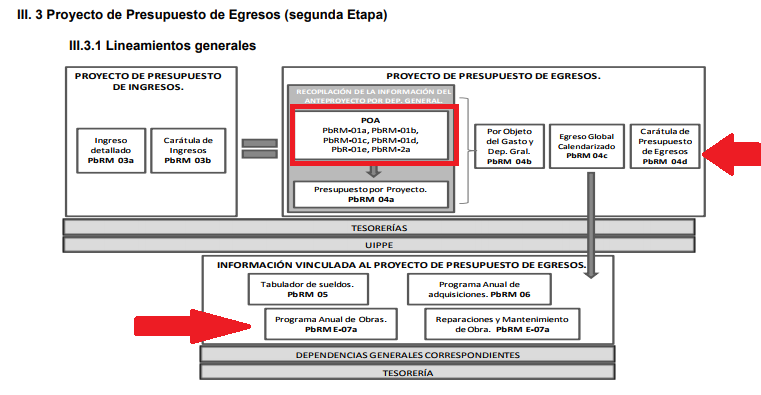 III. 3 Proyecto de Presupuesto de Egresos (segunda Etapa)
III.3.1 Lineamientos generales
PROYECTO DE PRESUPUESTO
DE INGRESOS.
Ingreso
detallado
PbRM 03a
Carátula de
Ingresos
PbRM 03b
PROYECTO DE PRESUPUESTO DE EGRESOS.
RECOPILACIÓN DE LA INFORMACIÓN DEL
ANTEPROYECTO POR DEP. GENERAL.
POA
PbRM-01a, PbRM-01b,
PbRM-01c, PbRM-01d,
PbR-01e, PbRM-2a
Presupuesto por Proyecto.
PbRM 04a
Por Objeto
del Gasto y
Dep. Gral.
PbRM 04b
Egreso Global
Calendarizado
PbRM 04c
Carátula de
Presupuesto
de Egresos
PbRM 04d
TESORERÍAS
UIPPE
INFORMACIÓN VINCULADA AL PROYECTO DE PRESUPUESTO DE EGRESOS.
Tabulador de sueldos.
PbRM 05
Programa Anual de
adquisiciones. PbRM 06
Programa Anual de Obras.
PbRM E-07a
Reparaciones y Mantenimiento
de Obra. PbRM E-07a
DEPENDENCIAS GENERALES CORRESPONDIENTES
TESORERÍA